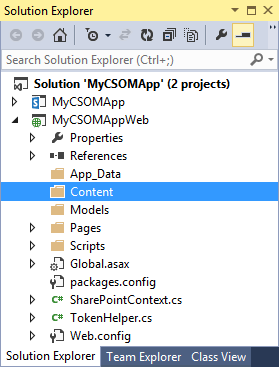 Solution Explorer
Search Solution Explorer (Ctrl+;)
Solution 'MyCSOMApp' (2 projects)
MyCSOMApp
MyCSOMAppWeb
Properties
References
App_Data
Content
Models
Pages
Scripts
Global.asax
packages.config
C# SharePointContext.cs
C# TokenHelper.cs
Web.config
Solution Explorer Team Explorer Class View